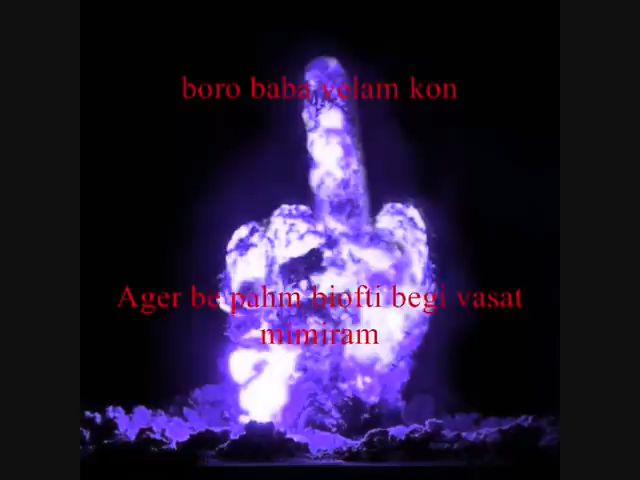 boro baba velam kon
Ager be pahm biofti begi vasat
mimiram